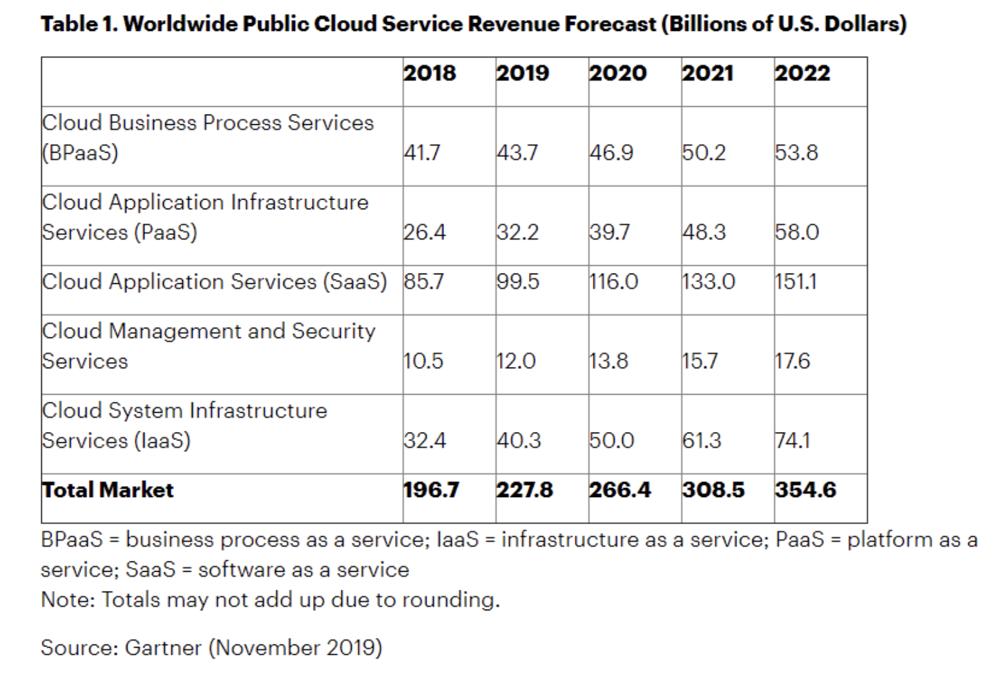 Table 1. Worldwide Public Cloud Service Revenue Forecast (Billions of U.S. Dollars)
2018 2019 2020 2021 2022
Cloud Business Process Services
(BPaaS) 41.7 43.7 46.9 50.2 53.8
Cloud Application Infrastructure
Services (PaaS) 26.4 32.2 39.7 48.3 58.0
Cloud Application Services (SaaS) 85.7 99.5 116.0 133.0 151.1
Cloud Management and Security
Services 10.5 12.0 13.8 15.7 17.6
Cloud System Infrastructure
Services (IaaS) 32.4 40.3 50.0 61.3 74.1
Total Market 196.7 227.8 266.4 308.5 354.6
BPaaS = business process as a service; IaaS = infrastructure as a service; PaaS = platform as a
service; SaaS = software as a service
Note: Totals may not add up due to rounding.
Source: Gartner (November 2019)